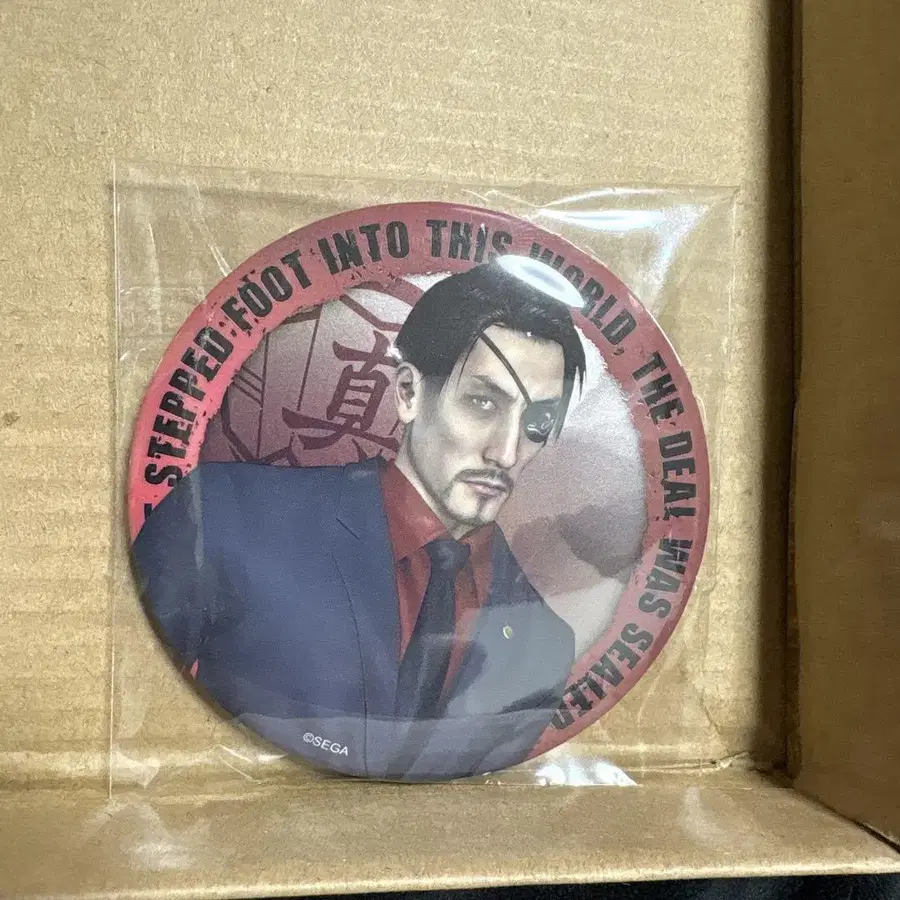 STEPPED FOOT INTO THIS WORLD, THE DEAL WAS SEALED
真
©SEGA